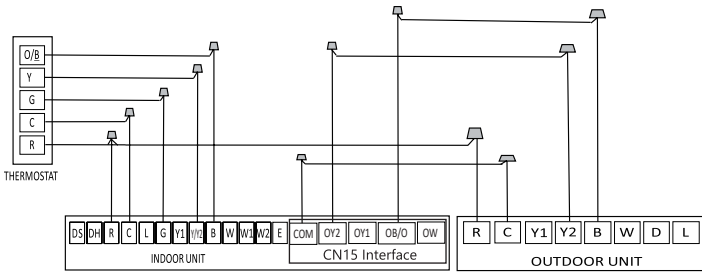 O/B
Y
G
C
R
THERMOSTAT
DS DH R C L G Y1 Y/Y2 B W W1 W2 E COM OY2 OY1 OB/O OW
INDOOR UNIT
CN15 Interface
R C Y1 Y2 B W D L
OUTDOOR UNIT